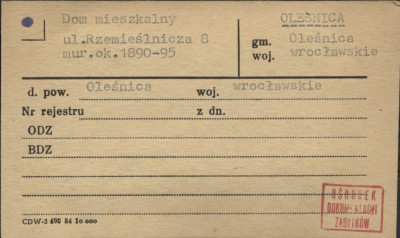 Dom mieszkalny
ul.Rzemieślnicza 8
mur.ok.1890-95
OLEŚNICA
gm. Oleśnica
woj. wrocławskie
d. pow. Oleśnica woj. wrocławskie
Nr rejestru z dn.
ODZ
BDZ
OŚRODEK
DOKUMENTACJI
ZABYTKÓW
CDW-3 690 84 10 000